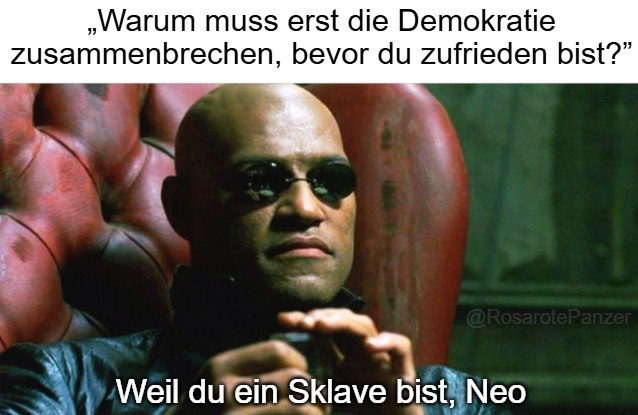 „Warum muss erst die Demokratie
zusammenbrechen, bevor du zufrieden bist?”
@RosarotePanzer
Weil du ein Sklave bist, Neo